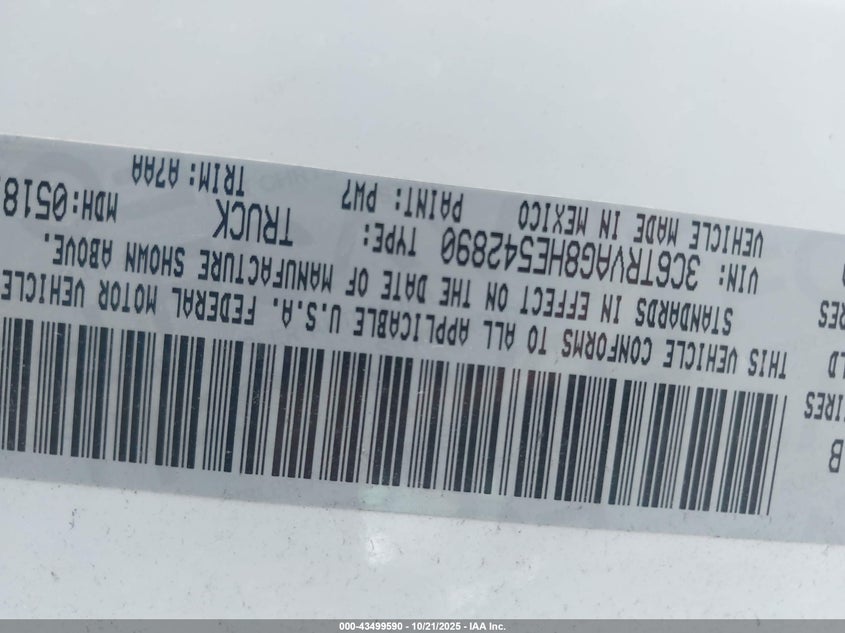 THIS VEHICLE CONFORMS TO ALL APPLICABLE U.S.A. FEDERAL MOTOR VEHICLE
STANDARDS IN EFFECT ON THE DATE OF MANUFACTURE SHOWN ABOVE.
VIN: 3C6TRVAG8HE542890 TYPE: TRUCK MDH:0518
VEHICLE MADE IN MEXICO PAINT: PW7 TRIM: A7AA
000-43499590 - 10/21/2025 - IAA Inc.